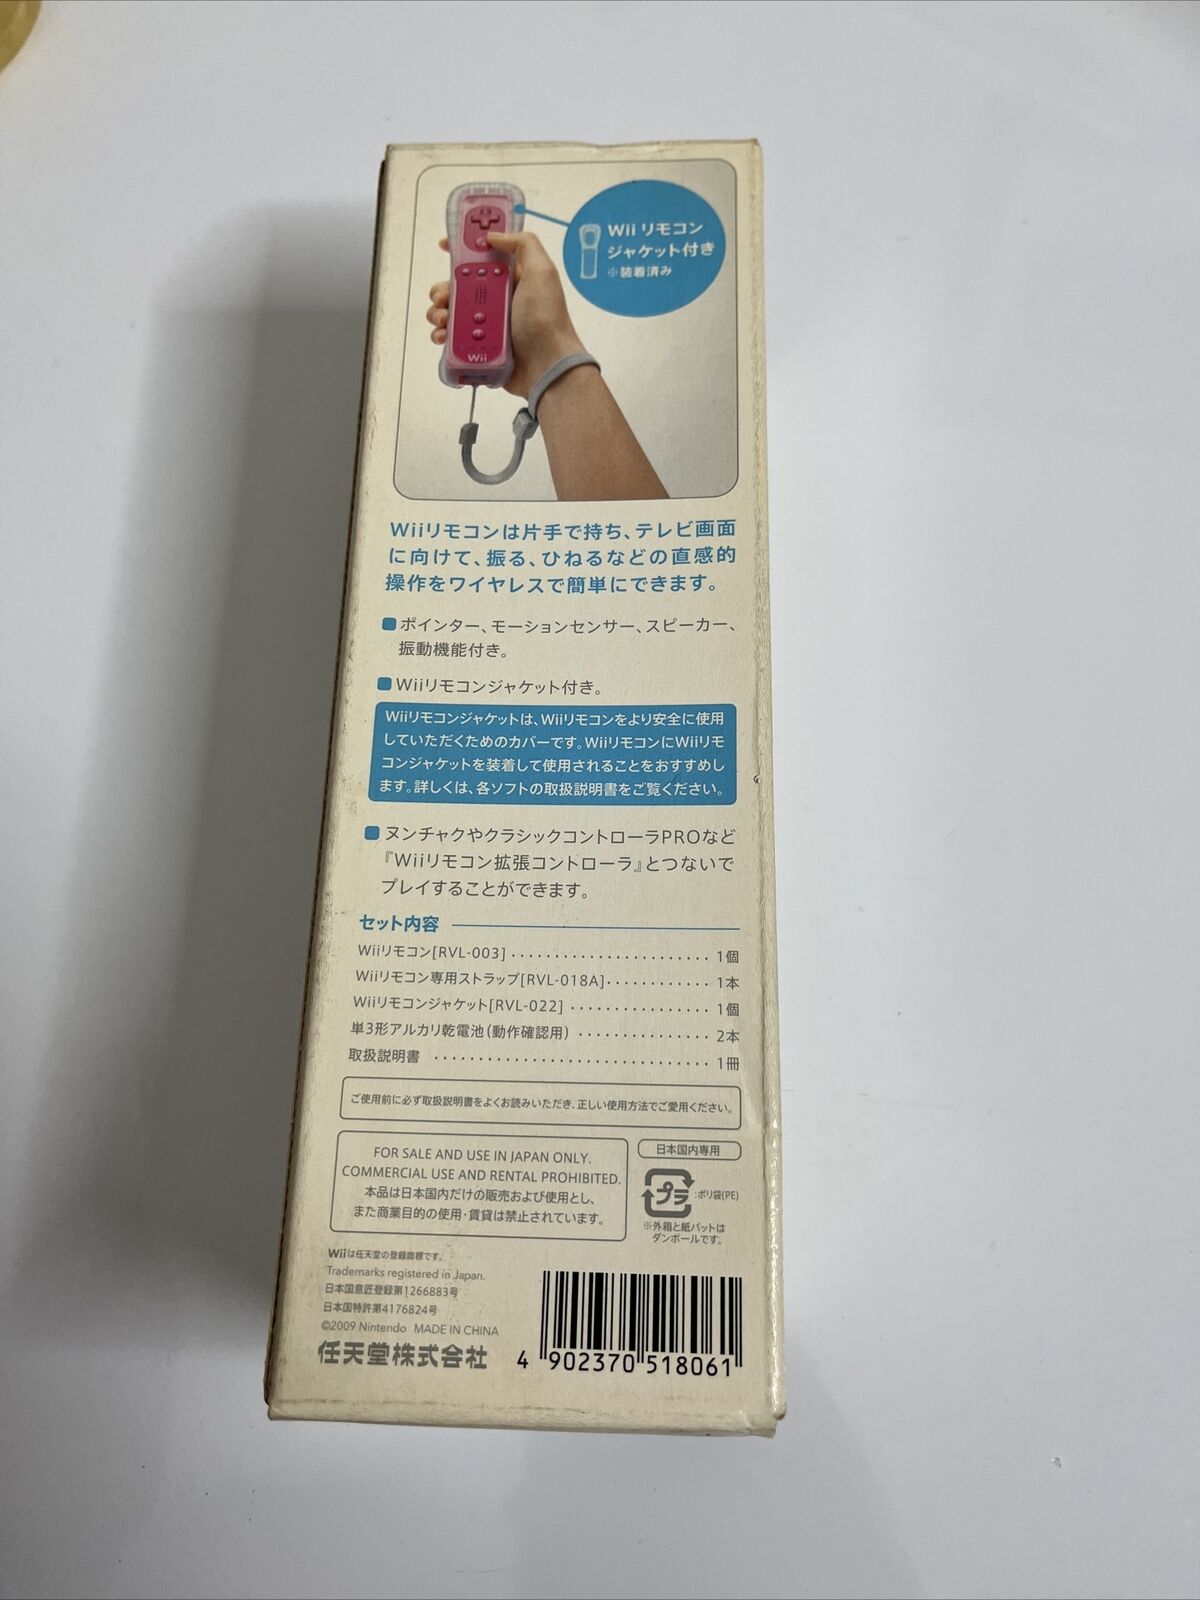 Wii リモコン
ジャケット付き
※装着済み
Wii
Wiiリモコンは片手で持ち、テレビ画面
に向けて、振る、ひねるなどの直感的
操作をワイヤレスで簡単にできます。
ポインター、モーションセンサー、スピーカー、
振動機能付き。
Wiiリモコンジャケット付き。
Wiiリモコンジャケットは、Wiiリモコンをより安全に使用
していただくためのカバーです。WiiリモコンにWiiリモ
コンジャケットを装着して使用されることをおすすめし
ます。詳しくは、各ソフトの取扱説明書をご覧ください。
ヌンチャクやクラシックコントローラPROなど
『Wiiリモコン拡張コントローラ』とつないで
プレイすることができます。
セット内容
Wiiリモコン[RVL-003] ........................ 1個
Wiiリモコン専用ストラップ[RVL-018A]............ 1本
Wiiリモコンジャケット[RVL-022] ................ 1個
単3形アルカリ乾電池(動作確認用) ............... 2本
取扱説明書 ............................... 1冊
ご使用前に必ず取扱説明書をよくお読みいただき、正しい使用方法でご愛用ください。
FOR SALE AND USE IN JAPAN ONLY.
COMMERCIAL USE AND RENTAL PROHIBITED.
本品は日本国内だけの販売および使用とし、
また商業目的の使用・賃貸は禁止されています。
日本国内専用
プラ :ポリ袋(PE)
※外箱と紙パットは
ダンボールです。
Wiiは任天堂の登録商標です。
Trademarks registered in Japan.
日本国意匠登録第1266883号
日本国特許第4176824号
©2009 Nintendo MADE IN CHINA
任天堂株式会社
4 902370 518061